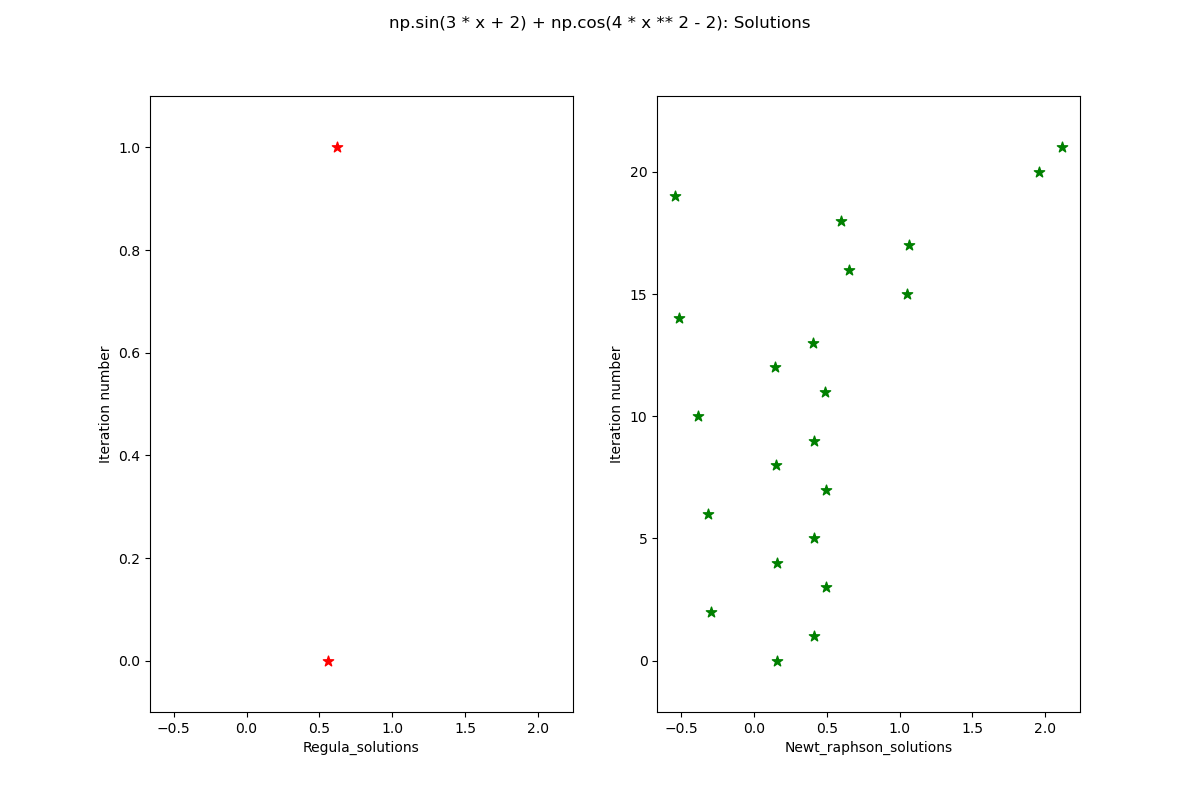 np.sin(3 * x + 2) + np.cos(4 * x ** 2 - 2): Solutions
1.0
0.8
0.6
0.4
0.2
0.0
Iteration number
−0.5 0.0 0.5 1.0 1.5 2.0
Regula_solutions
20
15
10
5
0
Iteration number
−0.5 0.0 0.5 1.0 1.5 2.0
Newt_raphson_solutions